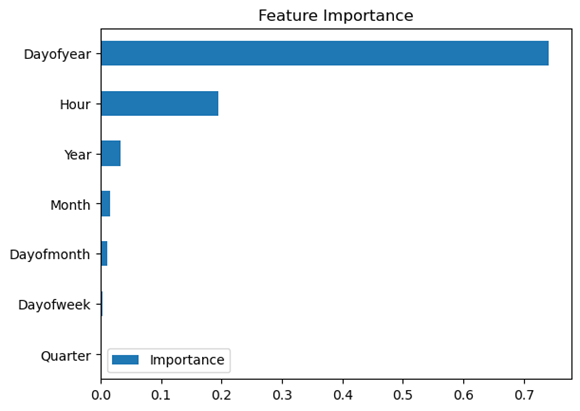 Feature Importance
Dayofyear
Hour
Year
Month
Dayofmonth
Dayofweek
Quarter
Importance
0.0 0.1 0.2 0.3 0.4 0.5 0.6 0.7